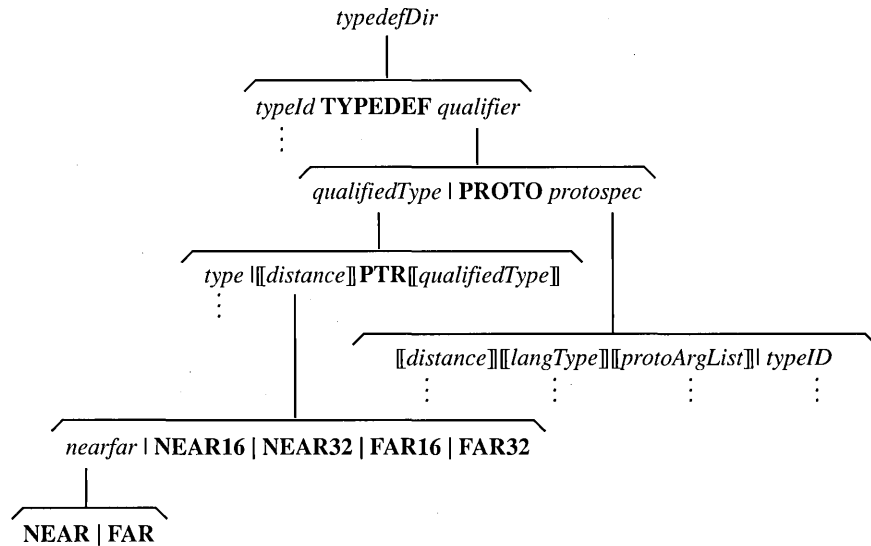 typedefDir
typeId TYPEDEF qualifier
qualifiedType | PROTO protospec
type |⟦distance⟧ PTR⟦qualifiedType⟧
⟦distance⟧⟦langType⟧⟦protoArgList⟧| typeID
nearfar | NEAR16 | NEAR32 | FAR16 | FAR32
NEAR | FAR